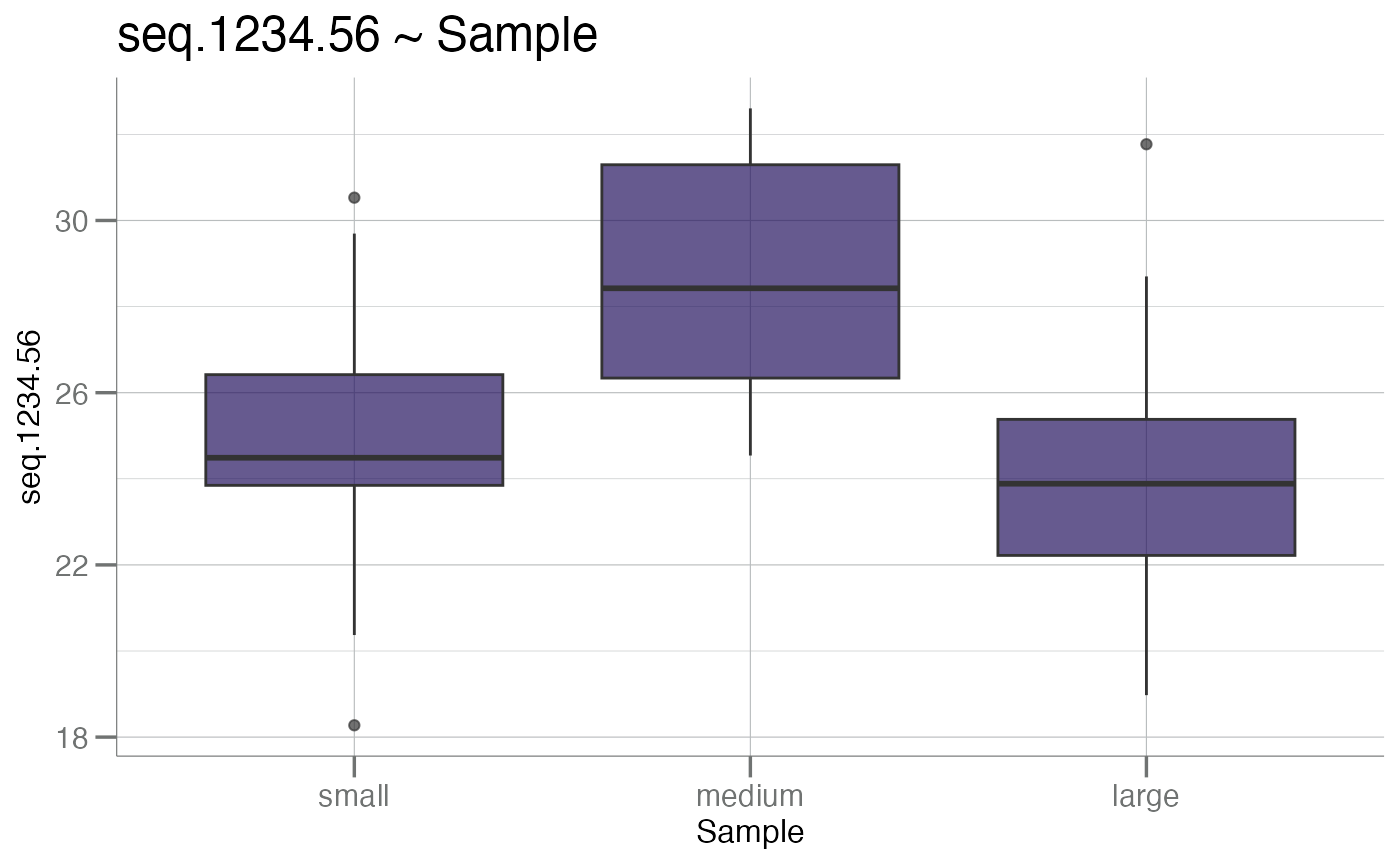 seq.1234.56 ~ Sample
seq.1234.56
30
26
22
18
small medium large
Sample